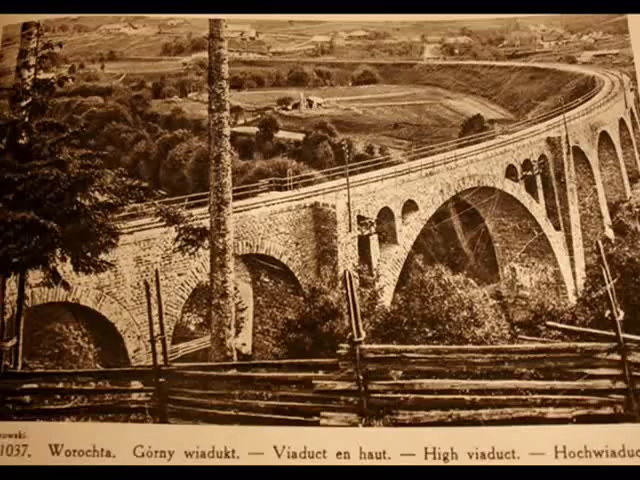 1037. Worochta. Górny wiadukt. — Viaduct en haut. — High viaduct. — Hochwiaduc